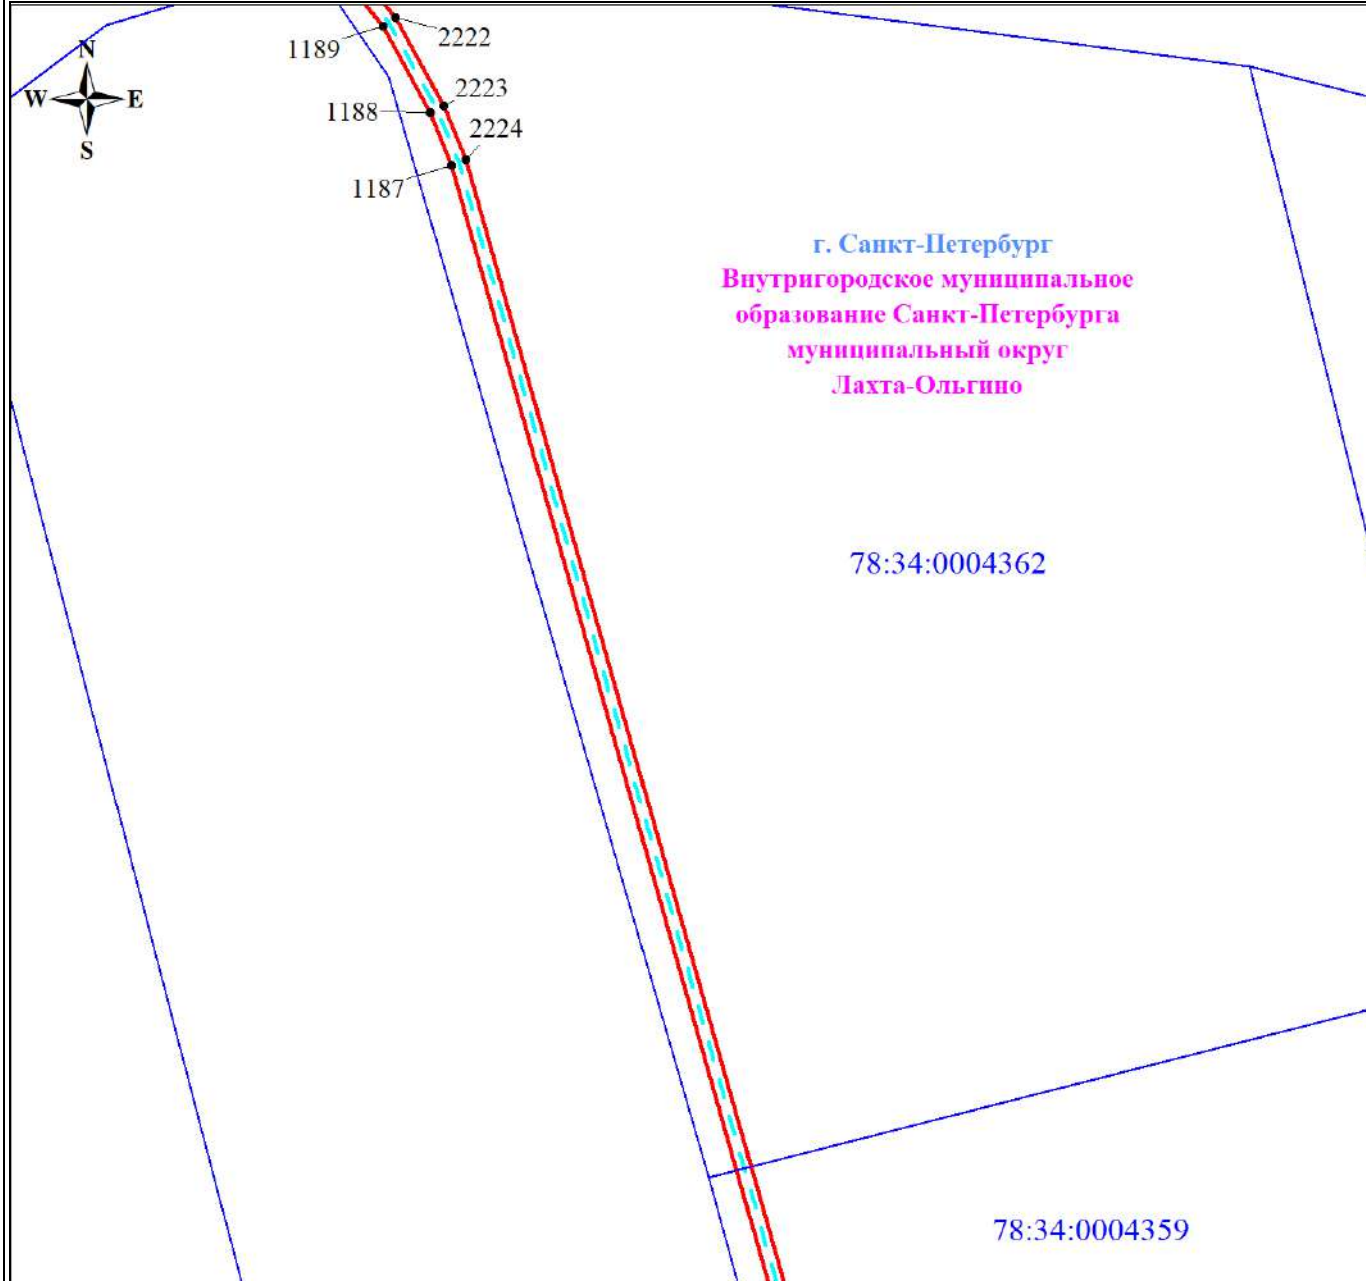 2222
1189
N
2223
W E
1188
2224
S
1187
г. Санкт-Петербург
Внутригородское муниципальное
образование Санкт-Петербурга
муниципальный округ
Лахта-Ольгино
78:34:0004362
78:34:0004359